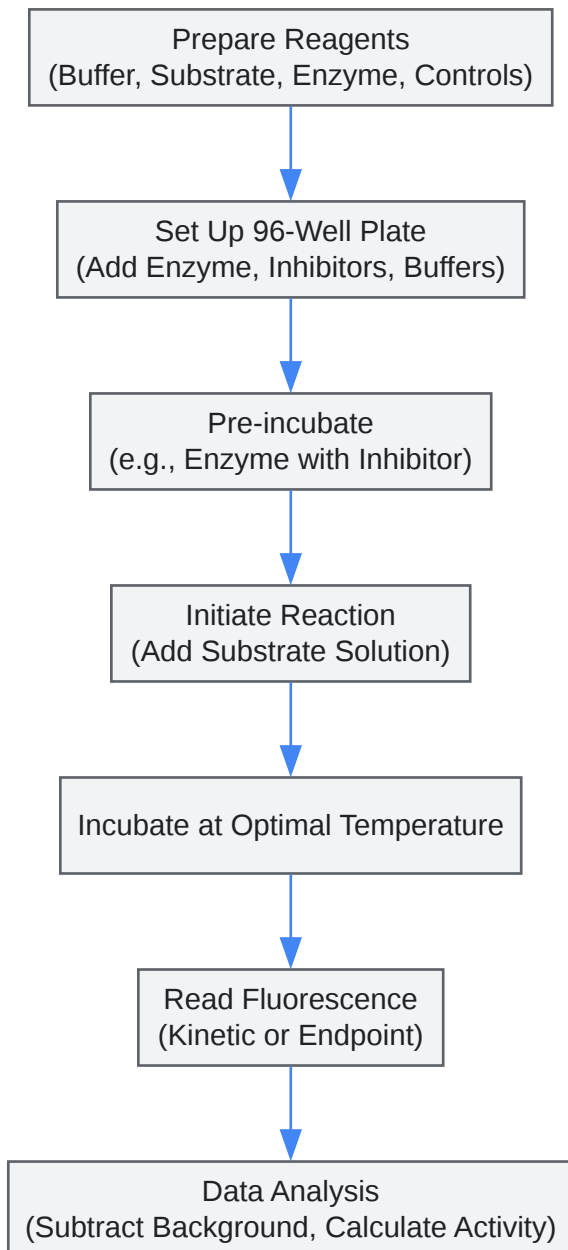 Prepare Reagents
(Buffer, Substrate, Enzyme, Controls)
Set Up 96-Well Plate
(Add Enzyme, Inhibitors, Buffers)
Pre-incubate
(e.g., Enzyme with Inhibitor)
Initiate Reaction
(Add Substrate Solution)
Incubate at Optimal Temperature
Read Fluorescence
(Kinetic or Endpoint)
Data Analysis
(Subtract Background, Calculate Activity)